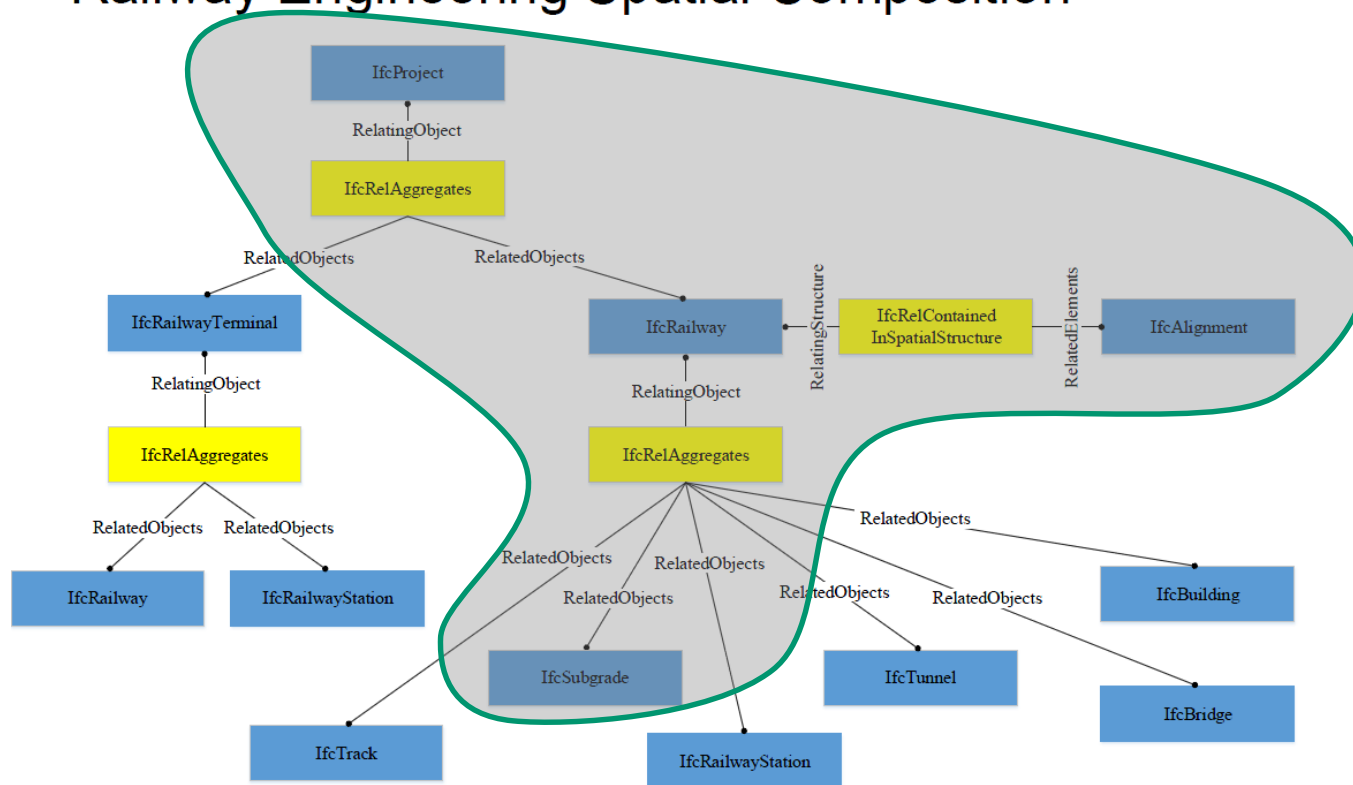 Railway Engineering Spatial Composition
IfcProject
RelatingObject
IfcRelAggregates
RelatedObjects
RelatedObjects
IfcRailwayTerminal
IfcRailway
RelatingStructure
IfcRelContained
InSpatialStructure
RelatedElements
IfcAlignment
RelatingObject
RelatingObject
IfcRelAggregates
IfcRelAggregates
RelatedObjects
RelatedObjects
RelatedObjects
RelatedObjects
RelatedObjects
RelatedObjects
RelatedObjects
RelatedObjects
IfcRailway
IfcRailwayStation
IfcBuilding
IfcSubgrade
IfcTunnel
IfcBridge
IfcTrack
IfcRailwayStation